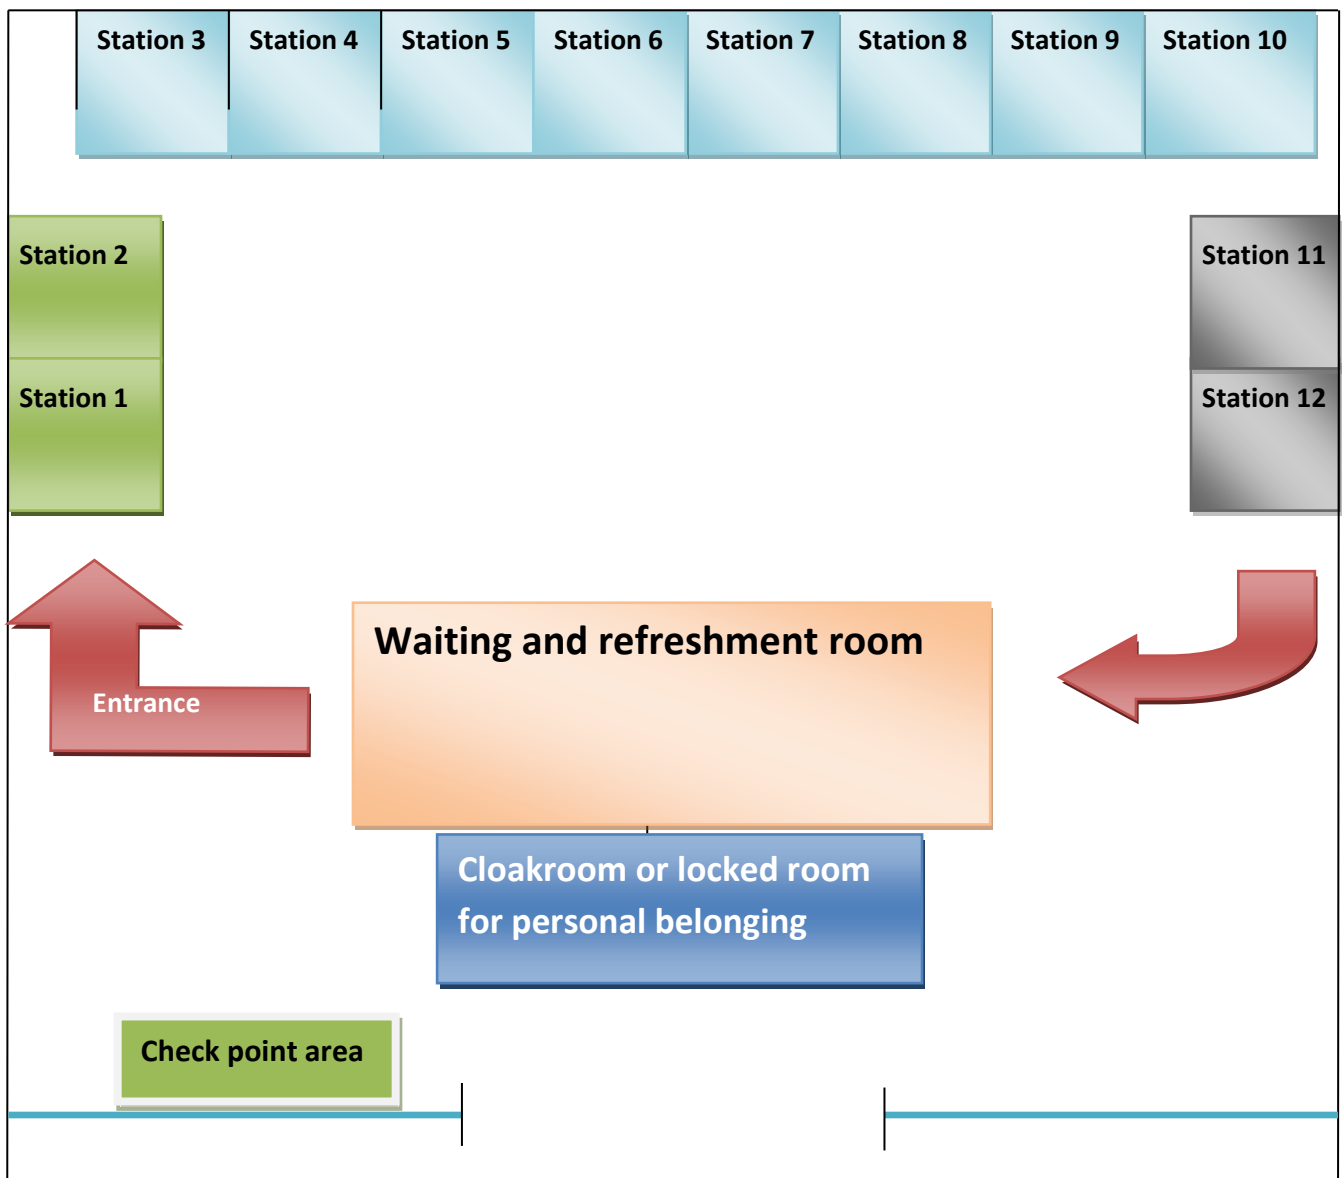 Station 3
Station 4
Station 5
Station 6
Station 7
Station 8
Station 9
Station 10
Station 2
Station 11
Station 1
Station 12
Waiting and refreshment room
Entrance
Cloakroom or locked room
for personal belonging
Check point area